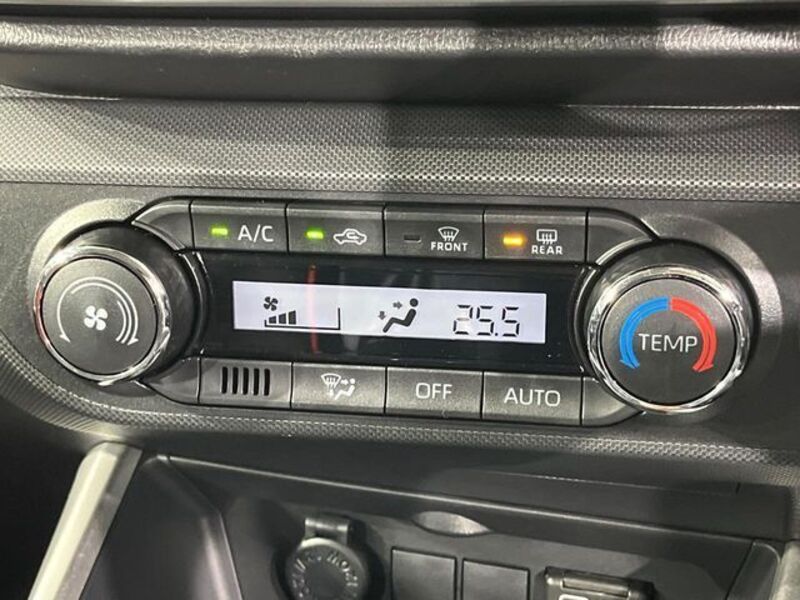 A/C
FRONT
REAR
25.5
TEMP
OFF
AUTO